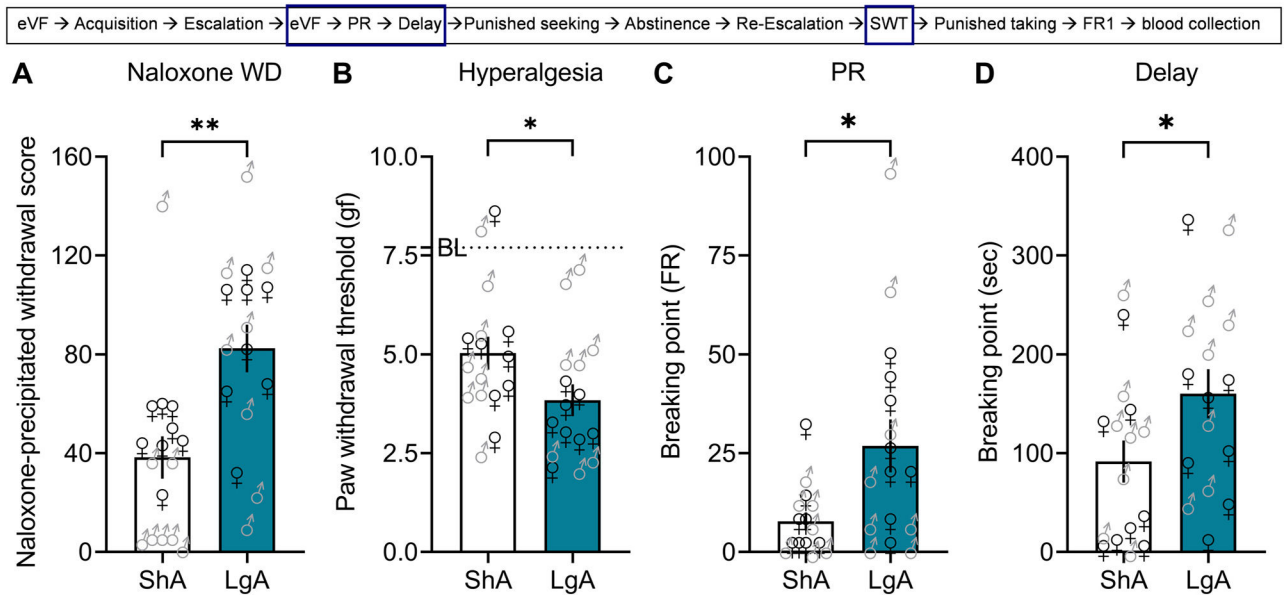 eVF → Acquisition → Escalation → eVF → PR → Delay → Punished seeking → Abstinence → Re-Escalation → SWT → Punished taking → FR1 → blood collection
A Naloxone WD B Hyperalgesia C PR D Delay
** * * *
Naloxone-precipitated withdrawal score
160
120
80
40
0
ShA LgA
Paw withdrawal threshold (gf)
10.0
BL
7.5
5.0
2.5
0.0
ShA LgA
Breaking point (FR)
100
75
50
25
0
ShA LgA
Breaking point (sec)
400
300
200
100
0
ShA LgA